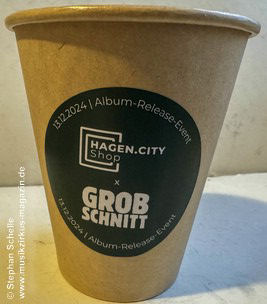 13.12.2024 | Album-Release-Event
HAGEN.CITY
Shop
x
GROB
SCHNITT
13.12.2024 | Album-Release-Event
© Stephan Schelle
www.musikzirkus-magazin.de